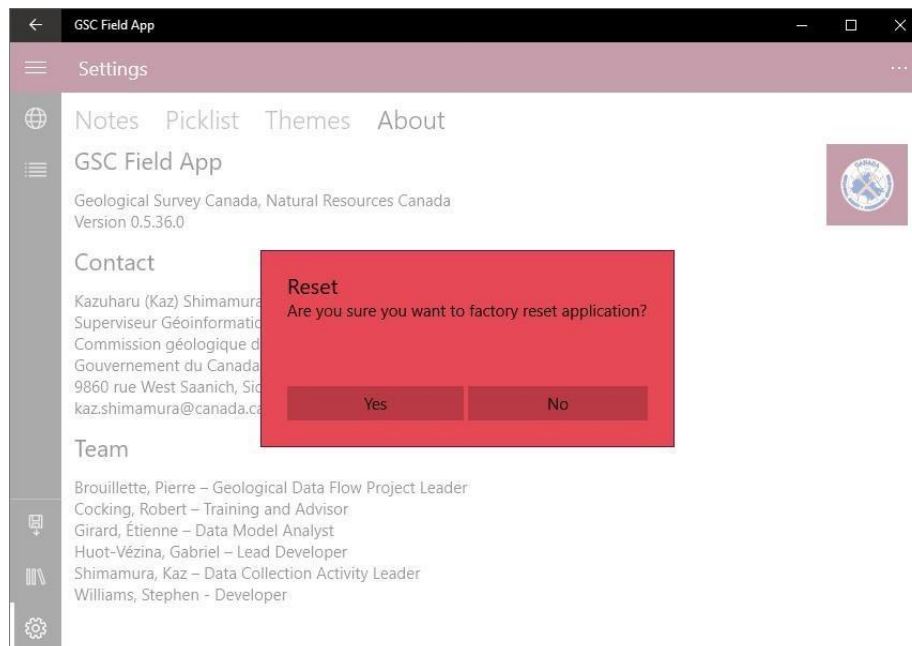 GSC Field App
Settings
Notes Picklist Themes About
GSC Field App
Geological Survey Canada, Natural Resources Canada
Version 0.5.36.0
CANADA
Contact
Kazuharu (Kaz) Shimamura
Superviseur Géoinformatic
Commission géologique d
Gouvernement du Canada
9860 rue West Saanich, Sid
kaz.shimamura@canada.ca
Reset
Are you sure you want to factory reset application?
Yes No
Team
Brouillette, Pierre – Geological Data Flow Project Leader
Cocking, Robert – Training and Advisor
Girard, Étienne – Data Model Analyst
Huot-Vézina, Gabriel – Lead Developer
Shimamura, Kaz – Data Collection Activity Leader
Williams, Stephen - Developer